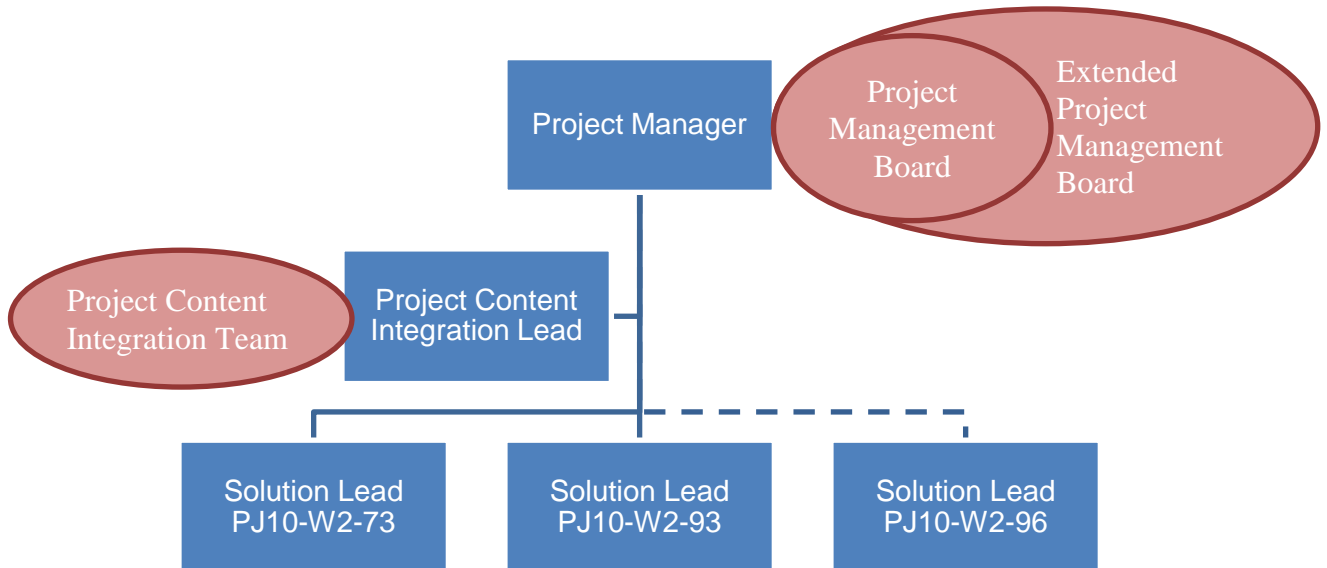 Project Manager
Project
Management
Board
Extended
Project
Management
Board
Project Content
Integration Team
Project Content
Integration Lead
Solution Lead
PJ10-W2-73
Solution Lead
PJ10-W2-93
Solution Lead
PJ10-W2-96